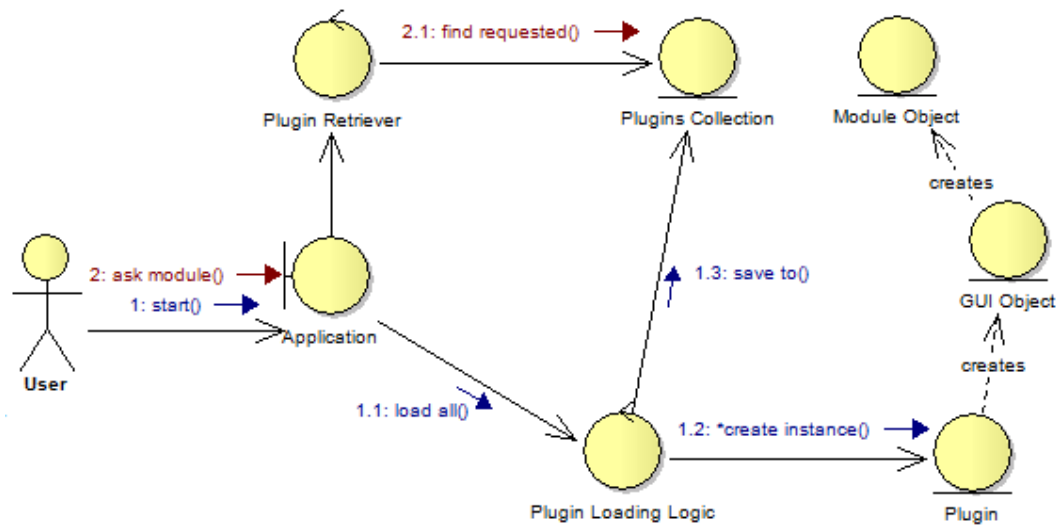 2.1: find requested()
Plugin Retriever
Plugins Collection
Module Object
creates
2: ask module()
1: start()
1.3: save to()
GUI Object
Application
User
creates
1.1: load all()
1.2: *create instance()
Plugin Loading Logic
Plugin